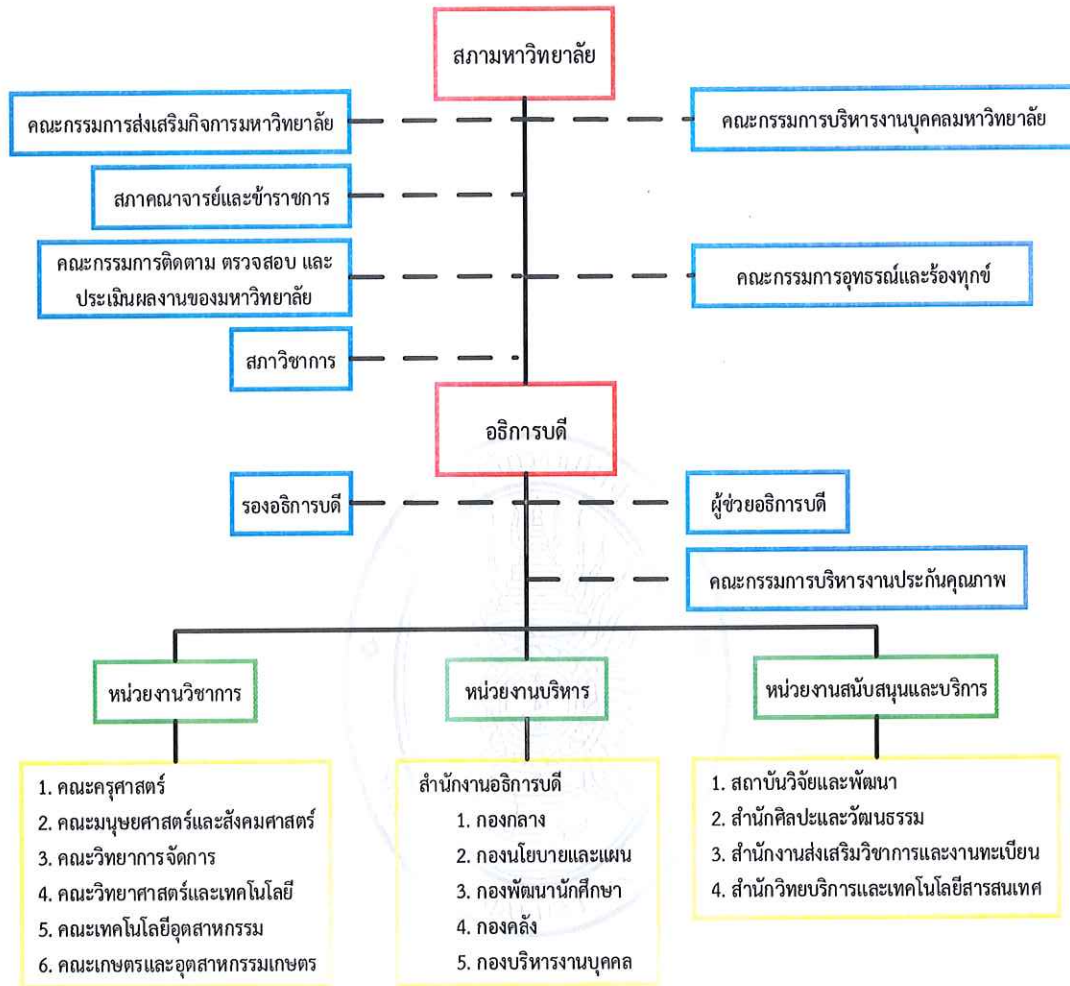 สภามหาวิทยาลัย
คณะกรรมการส่งเสริมกิจการมหาวิทยาลัย
คณะกรรมการบริหารงานบุคคลมหาวิทยาลัย
สภาคณาจารย์และข้าราชการ
คณะกรรมการติดตาม ตรวจสอบ และ
ประเมินผลงานของมหาวิทยาลัย
คณะกรรมการอุทธรณ์และร้องทุกข์
สภาวิชาการ
อธิการบดี
รองอธิการบดี
ผู้ช่วยอธิการบดี
คณะกรรมการบริหารงานประกันคุณภาพ
หน่วยงานวิชาการ
หน่วยงานบริหาร
หน่วยงานสนับสนุนและบริการ
1. คณะครุศาสตร์
2. คณะมนุษยศาสตร์และสังคมศาสตร์
3. คณะวิทยาการจัดการ
4. คณะวิทยาศาสตร์และเทคโนโลยี
5. คณะเทคโนโลยีอุตสาหกรรม
6. คณะเกษตรและอุตสาหกรรมเกษตร
สำนักงานอธิการบดี
1. กองกลาง
2. กองนโยบายและแผน
3. กองพัฒนานักศึกษา
4. กองคลัง
5. กองบริหารงานบุคคล
1. สถาบันวิจัยและพัฒนา
2. สำนักศิลปะและวัฒนธรรม
3. สำนักงานส่งเสริมวิชาการและงานทะเบียน
4. สำนักวิทยบริการและเทคโนโลยีสารสนเทศ